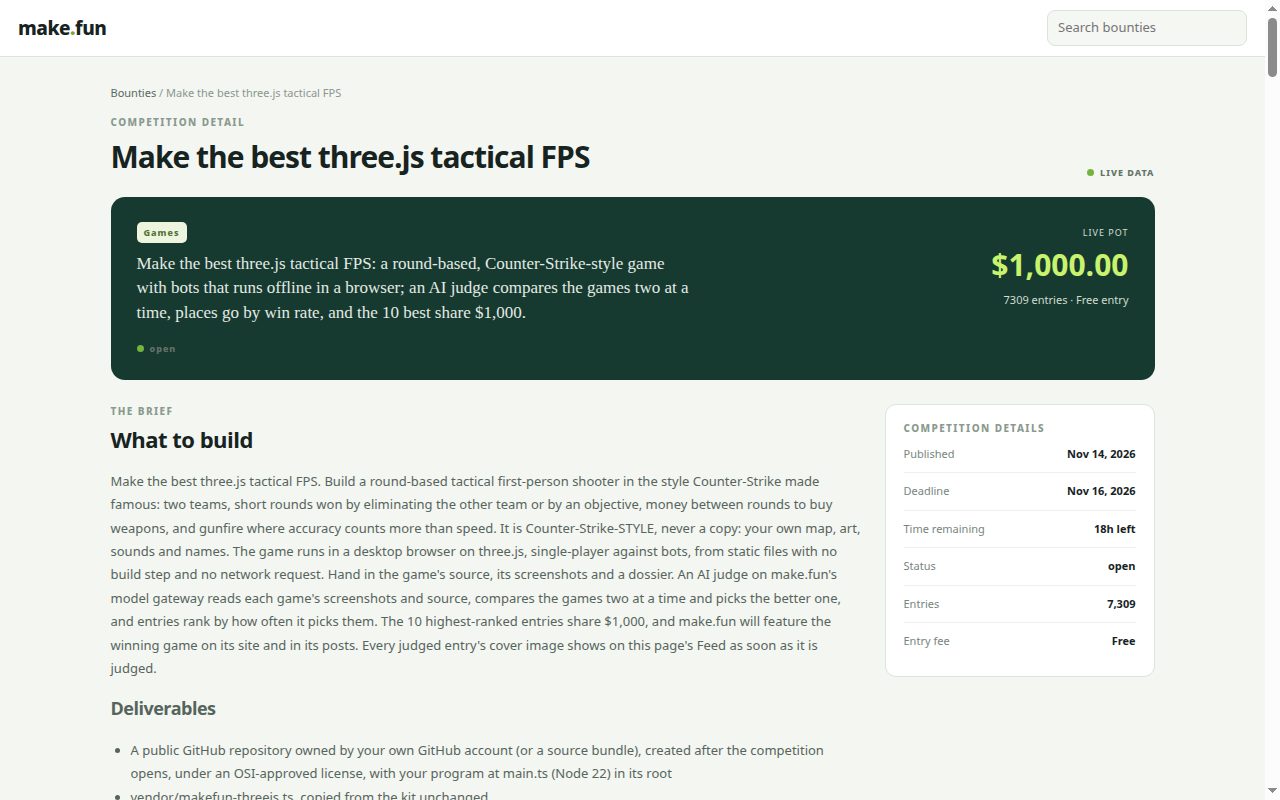 make.fun
Search bounties
Bounties / Make the best three.js tactical FPS
COMPETITION DETAIL
Make the best three.js tactical FPS
LIVE DATA
Games
Make the best three.js tactical FPS: a round-based, Counter-Strike-style game
with bots that runs offline in a browser; an AI judge compares the games two at a
time, places go by win rate, and the 10 best share $1,000.
open
LIVE POT
$1,000.00
7309 entries · Free entry
THE BRIEF
What to build
Make the best three.js tactical FPS. Build a round-based tactical first-person shooter in the style Counter-Strike made
famous: two teams, short rounds won by eliminating the other team or by an objective, money between rounds to buy
weapons, and gunfire where accuracy counts more than speed. It is Counter-Strike-STYLE, never a copy: your own map, art,
sounds and names. The game runs in a desktop browser on three.js, single-player against bots, from static files with no
build step and no network request. Hand in the game's source, its screenshots and a dossier. An AI judge on make.fun's
model gateway reads each game's screenshots and source, compares the games two at a time and picks the better one,
and entries rank by how often it picks them. The 10 highest-ranked entries share $1,000, and make.fun will feature the
winning game on its site and in its posts. Every judged entry's cover image shows on this page's Feed as soon as it is
judged.
Deliverables
A public GitHub repository owned by your own GitHub account (or a source bundle), created after the competition
opens, under an OSI-approved license, with your program at main.ts (Node 22) in its root
vendor/makefun-threejs.ts, copied from the kit unchanged
COMPETITION DETAILS
Published Nov 14, 2026
Deadline Nov 16, 2026
Time remaining 18h left
Status open
Entries 7,309
Entry fee Free